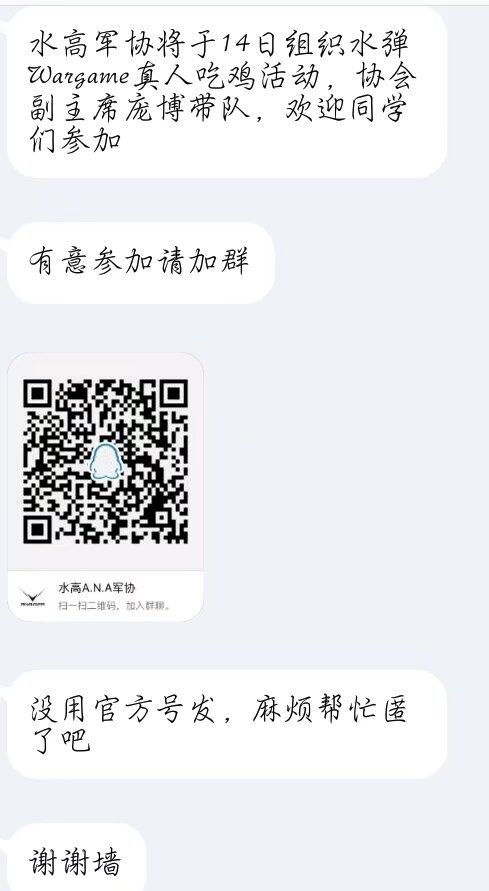 水高军协将于14日组织水弹
Wargame真人吃鸡活动，协会
副主席庞博带队，欢迎同学
们参加
有意参加请加群
水高A.N.A军协
扫一扫二维码，加入群聊。
没用官方号发，麻烦帮忙匿
了吧
谢谢墙